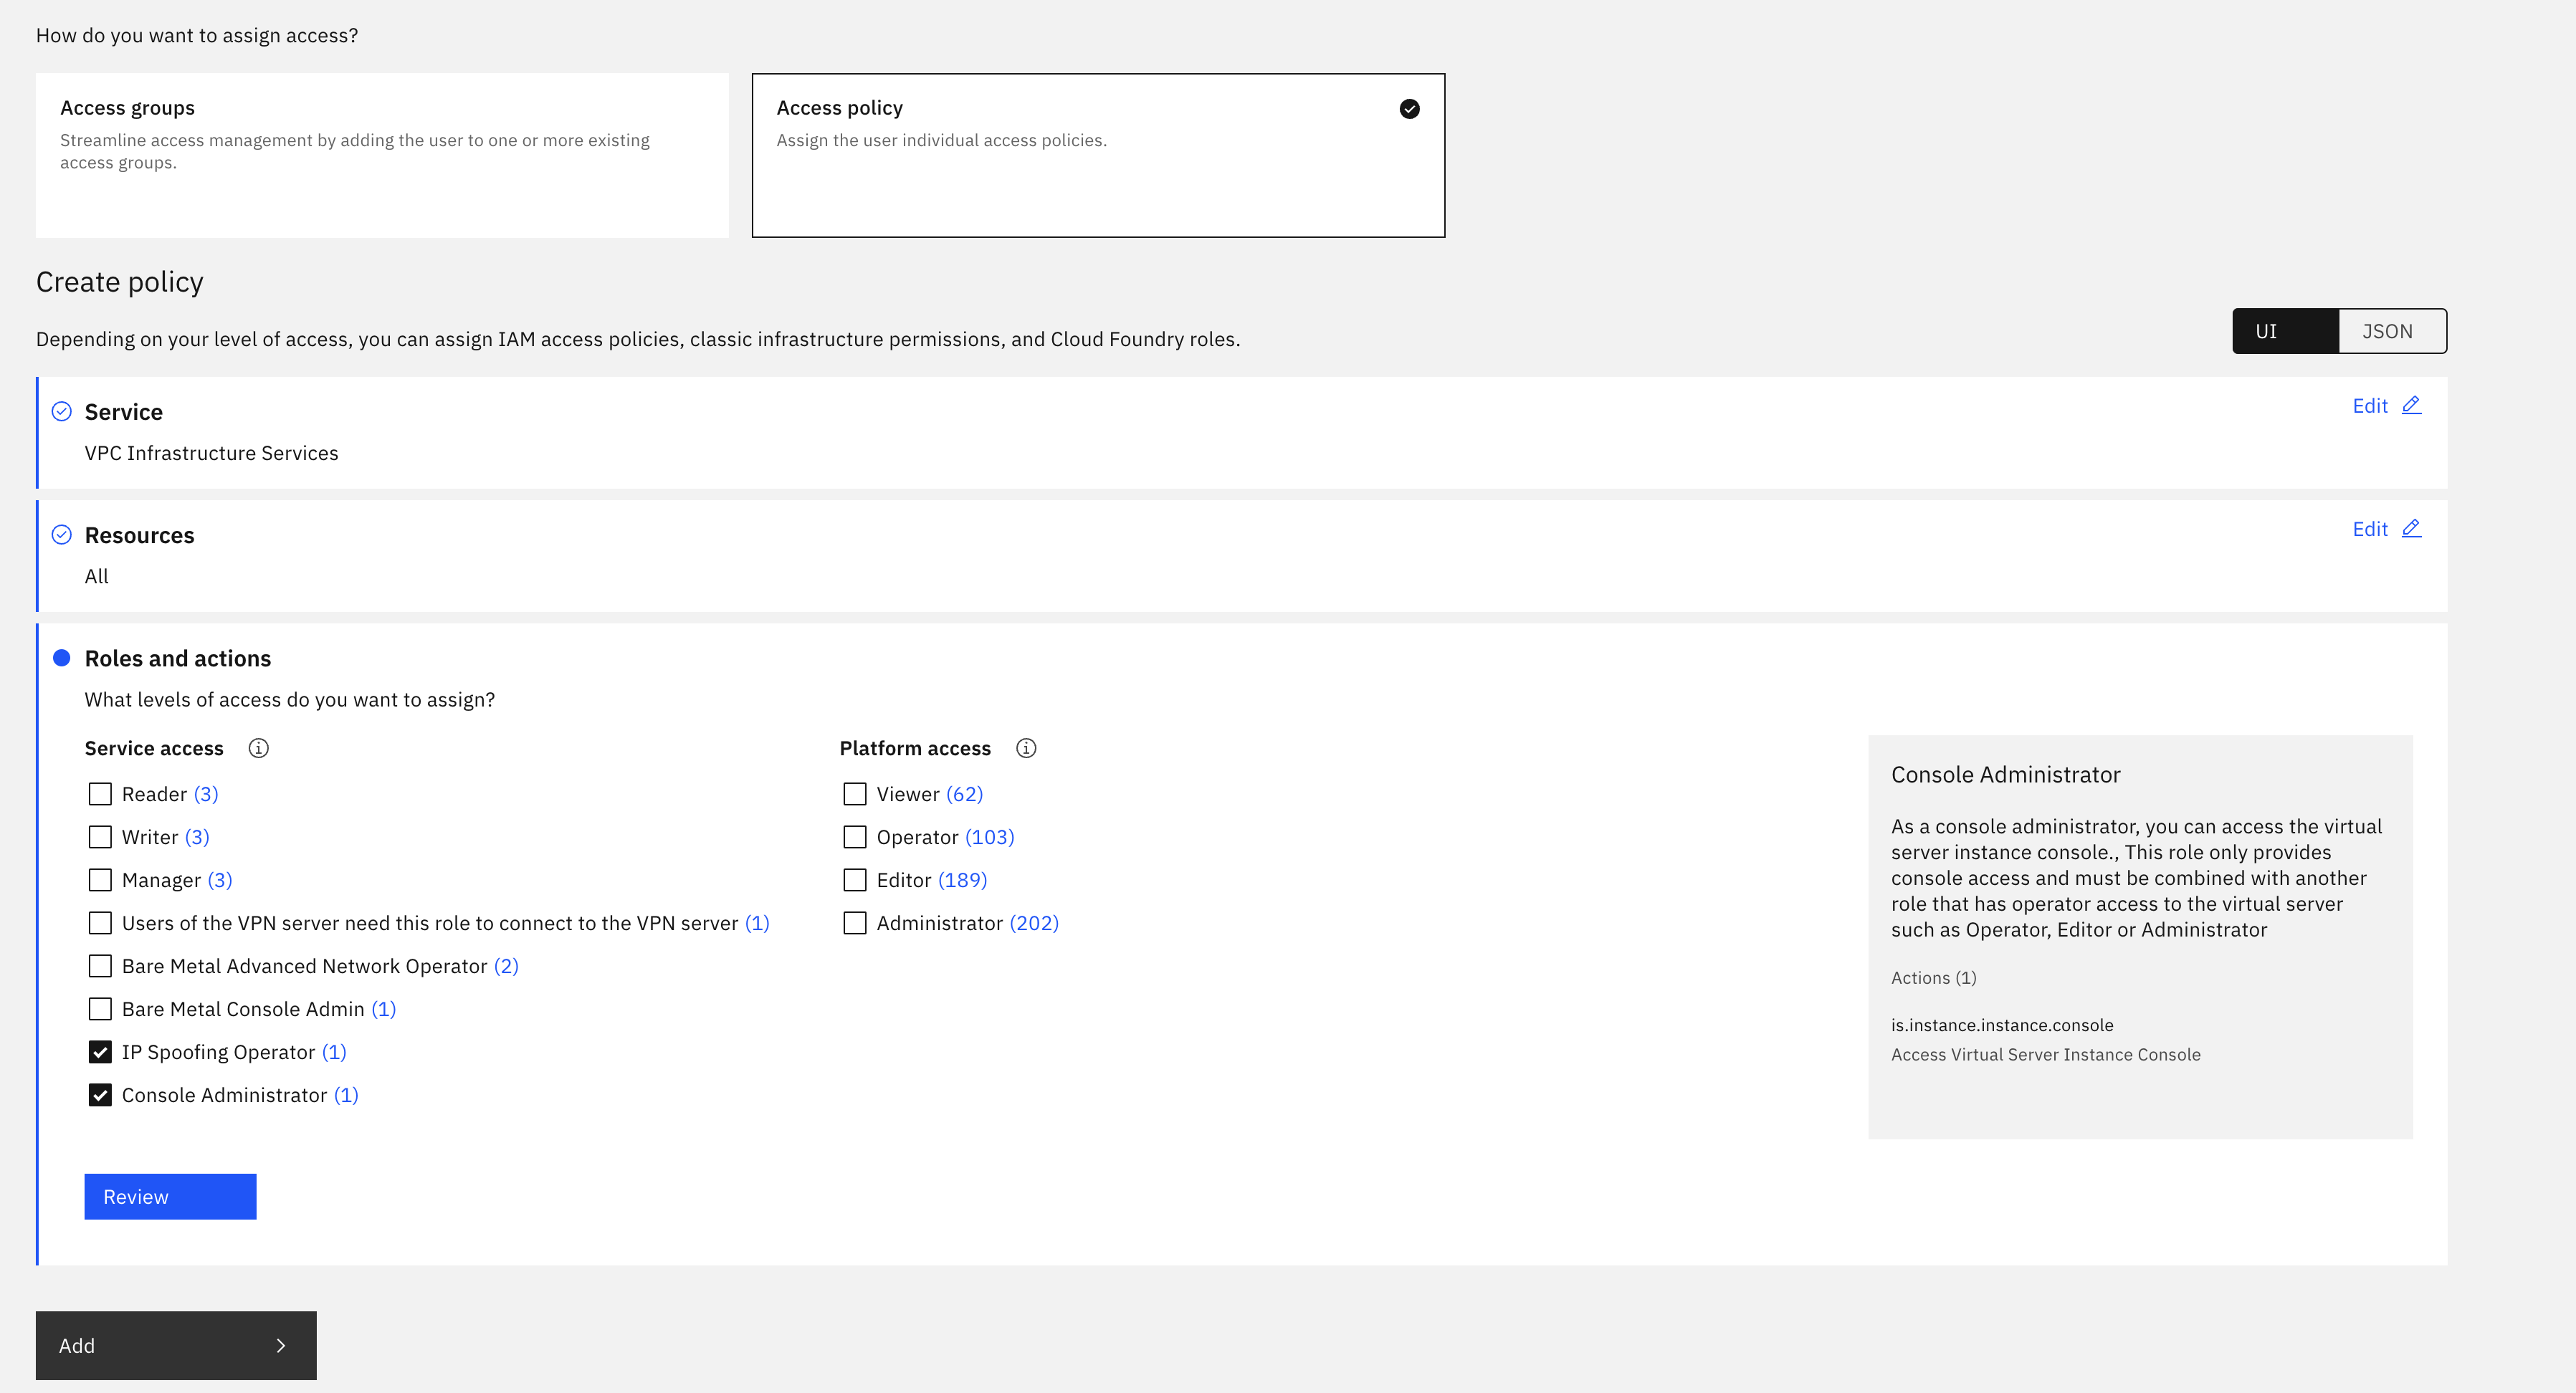 How do you want to assign access?
Access groups
Streamline access management by adding the user to one or more existing
access groups.
Access policy
Assign the user individual access policies.
Create policy
Depending on your level of access, you can assign IAM access policies, classic infrastructure permissions, and Cloud Foundry roles.
UI
JSON
Service
Edit
VPC Infrastructure Services
Resources
Edit
All
Roles and actions
What levels of access do you want to assign?
Service access
Reader (3)
Writer (3)
Manager (3)
Users of the VPN server need this role to connect to the VPN server (1)
Bare Metal Advanced Network Operator (2)
Bare Metal Console Admin (1)
IP Spoofing Operator (1)
Console Administrator (1)
Platform access
Viewer (62)
Operator (103)
Editor (189)
Administrator (202)
Console Administrator
As a console administrator, you can access the virtual
server instance console., This role only provides
console access and must be combined with another
role that has operator access to the virtual server
such as Operator, Editor or Administrator
Actions (1)
is.instance.instance.console
Access Virtual Server Instance Console
Review
Add